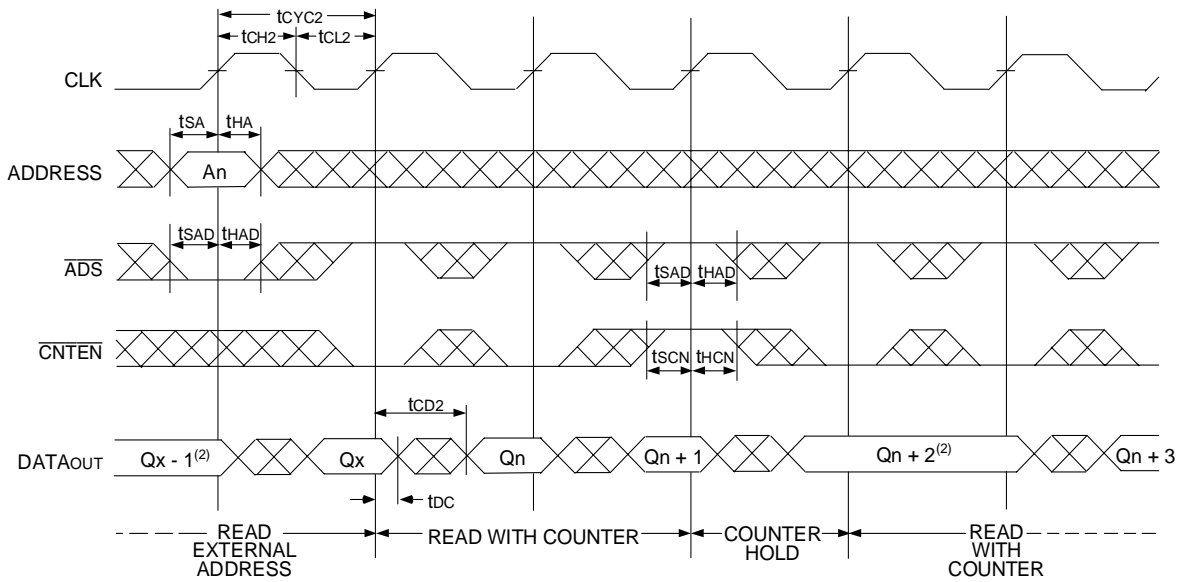 tCYC2
tCH2 tCL2
CLK
tSA tHA
ADDRESS An
tSAD tHAD
ADS
tSAD tHAD
CNTEN
tSCN tHCN
tCD2
DATAOUT Qx - 1(2) Qx Qn Qn + 1 Qn + 2(2) Qn + 3
tDC
READ EXTERNAL ADDRESS
READ WITH COUNTER
COUNTER HOLD
READ WITH COUNTER